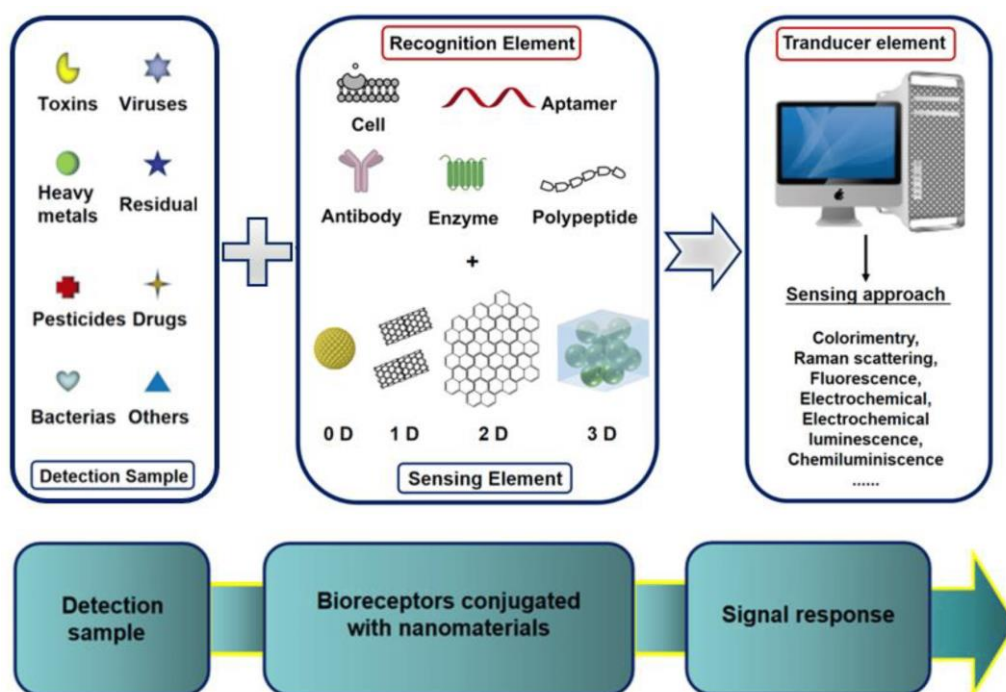 Toxins Viruses
Heavy
metals Residual
Pesticides Drugs
Bacterias Others
Detection Sample
Recognition Element
Cell
Aptamer
Antibody Enzyme Polypeptide
+
0 D 1 D 2 D 3 D
Sensing Element
Tranducer element
Sensing approach
Colorimentry,
Raman scattering,
Fluorescence,
Electrochemical,
Electrochemical
luminescence,
Chemiluminiscence
......
Detection
sample
Bioreceptors conjugated
with nanomaterials
Signal response